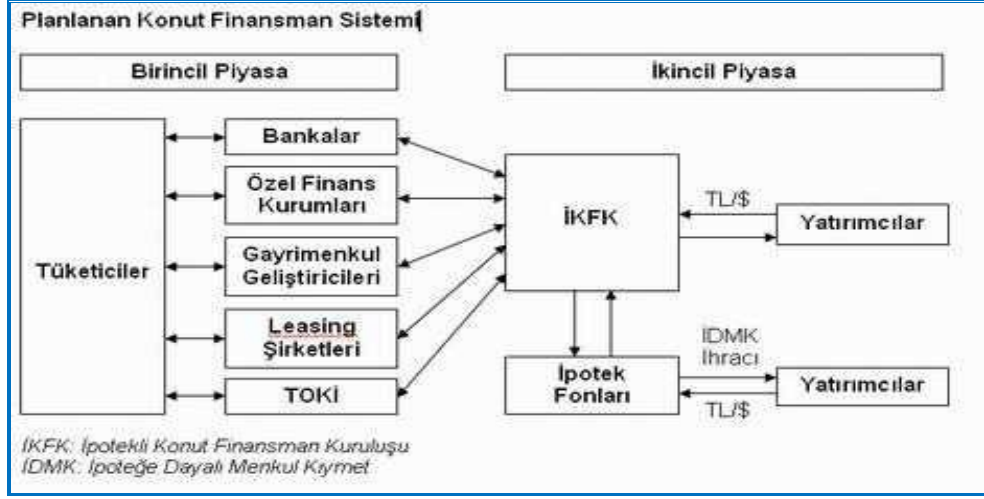 Planlanan Konut Finansman Sistemi
Birincil Piyasa
İkincil Piyasa
Tüketiciler
Bankalar
Özel Finans
Kurumları
Gayrimenkul
Geliştiricileri
Leasing
Şirketleri
TOKİ
İKFK
TL/$
Yatırımcılar
İpotek
Fonları
İDMK
İhracı
TL/$
Yatırımcılar
İKFK: İpotekli Konut Finansman Kuruluşu
İDMK: İpoteğe Dayalı Menkul Kıymet